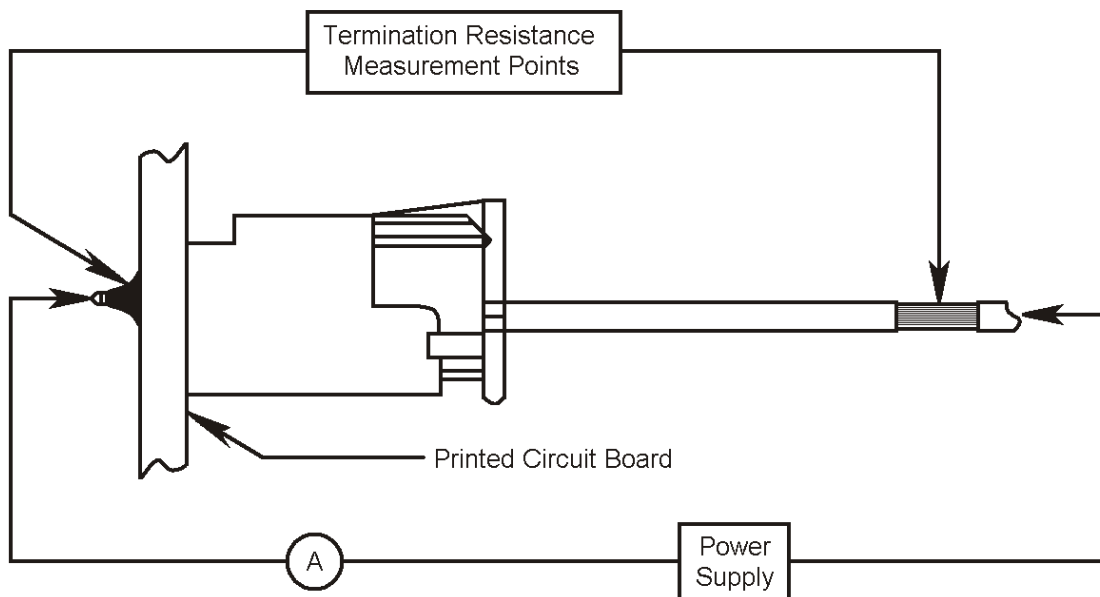 Termination Resistance
Measurement Points
Printed Circuit Board
A
Power
Supply